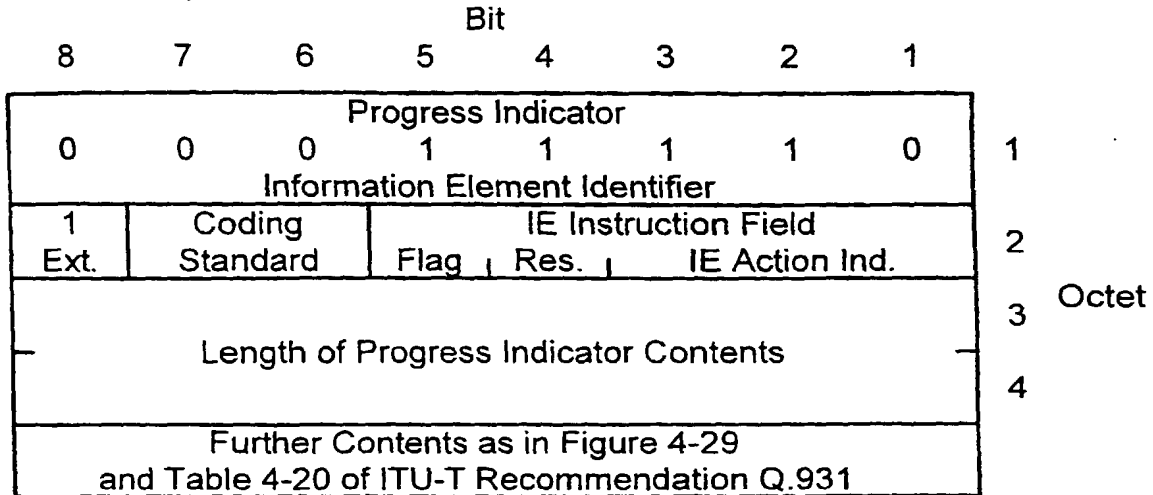 Bit
8 7 6 5 4 3 2 1
Progress Indicator
0 0 0 1 1 1 1 0 1
Information Element Identifier
1 Coding IE Instruction Field
Ext. Standard Flag Res. IE Action Ind. 2
3 Octet
Length of Progress Indicator Contents
4
Further Contents as in Figure 4-29
and Table 4-20 of ITU-T Recommendation Q.931